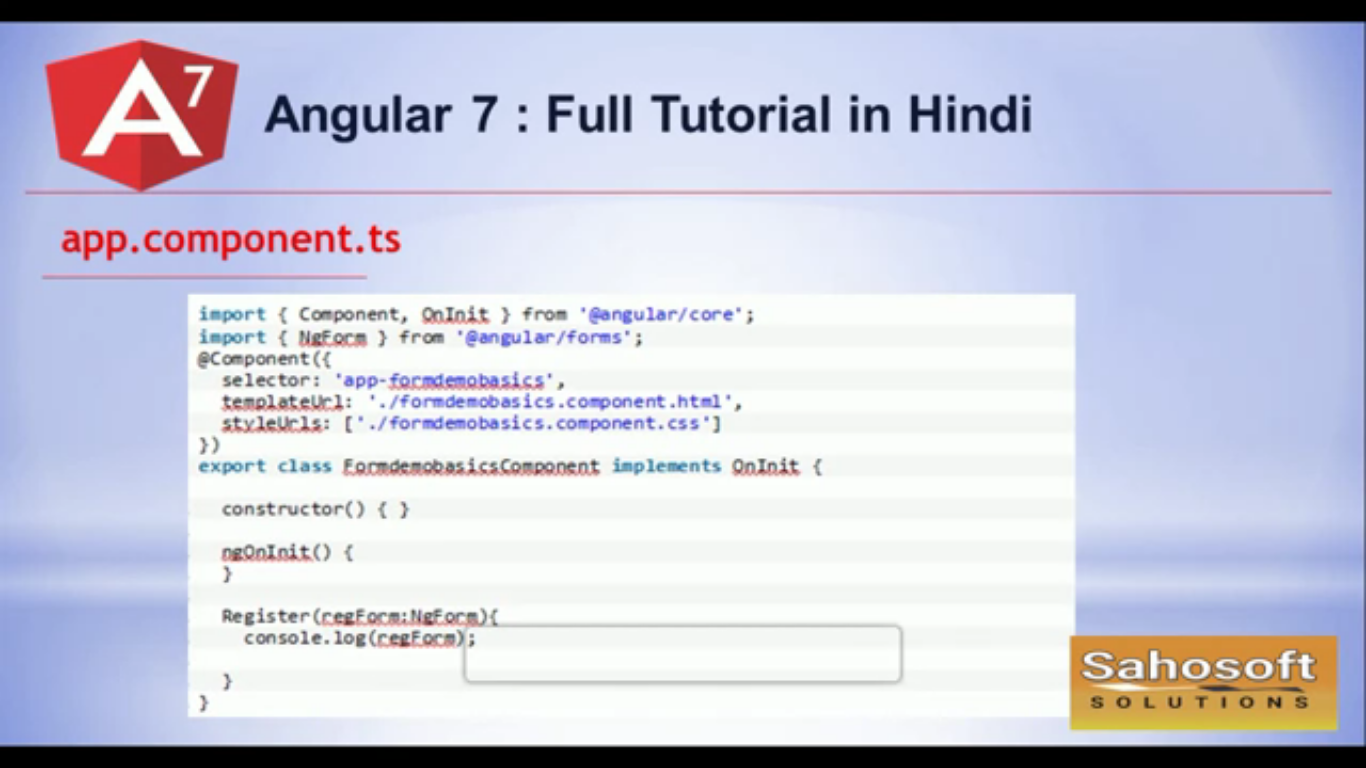 A7
Angular 7 : Full Tutorial in Hindi
app.component.ts
import { Component, OnInit } from '@angular/core';
import { NgForm } from '@angular/forms';
@Component({
  selector: 'app-formdemobasics',
  templateUrl: './formdemobasics.component.html',
  styleUrls: ['./formdemobasics.component.css']
})
export class FormdemobasicsComponent implements OnInit {
  constructor() { }
  ngOnInit() {
  }
  Register(regForm:NgForm){
    console.log(regForm);
  }
}
Sahosoft
SOLUTIONS